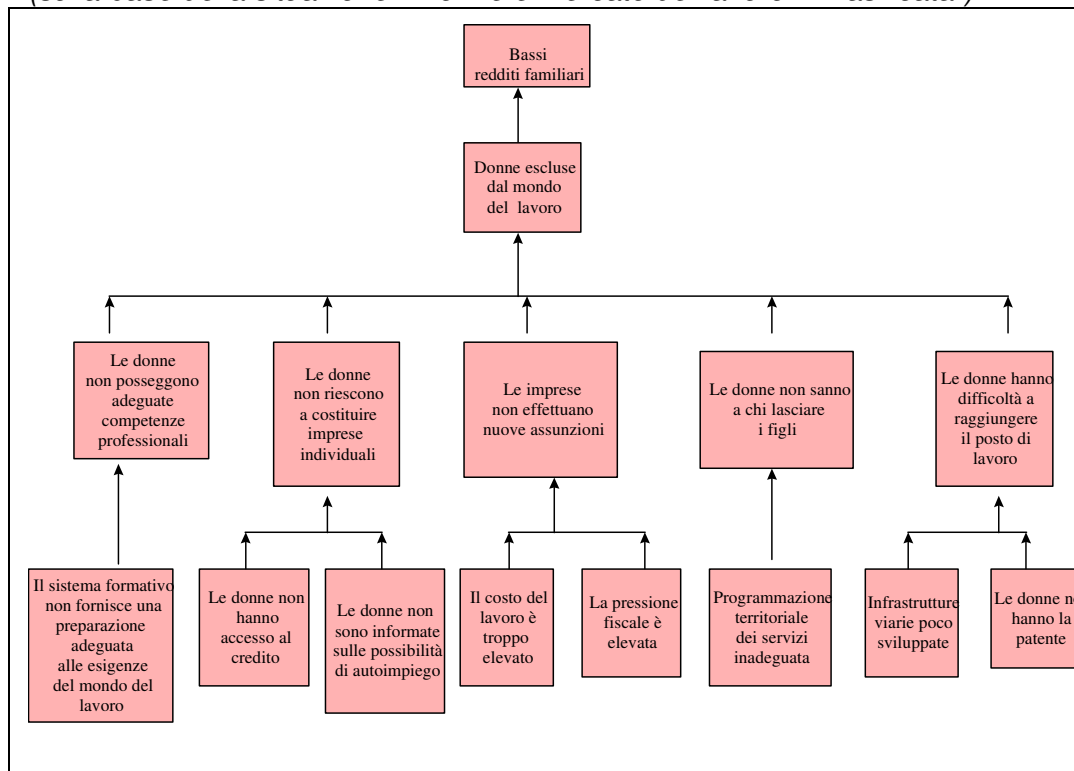 Bassi
redditi familiari
Donne escluse
dal mondo
del lavoro
Le donne
non posseggono
adeguate
competenze
professionali
Le donne
non riescono
a costituire
imprese
individuali
Le imprese
non effettuano
nuove assunzioni
Le donne non sanno
a chi lasciare
i figli
Le donne hanno
difficoltà a
raggiungere
il posto di
lavoro
Il sistema formativo
non fornisce una
preparazione
adeguata
alle esigenze
del mondo del
lavoro
Le donne non
hanno
accesso al
credito
Le donne non
sono informate
sulle possibilità
di autoimpiego
Il costo del
lavoro è
troppo
elevato
La pressione
fiscale è
elevata
Programmazione
territoriale
dei servizi
inadeguata
Infrastrutture
viarie poco
sviluppate
Le donne
hanno la
patente